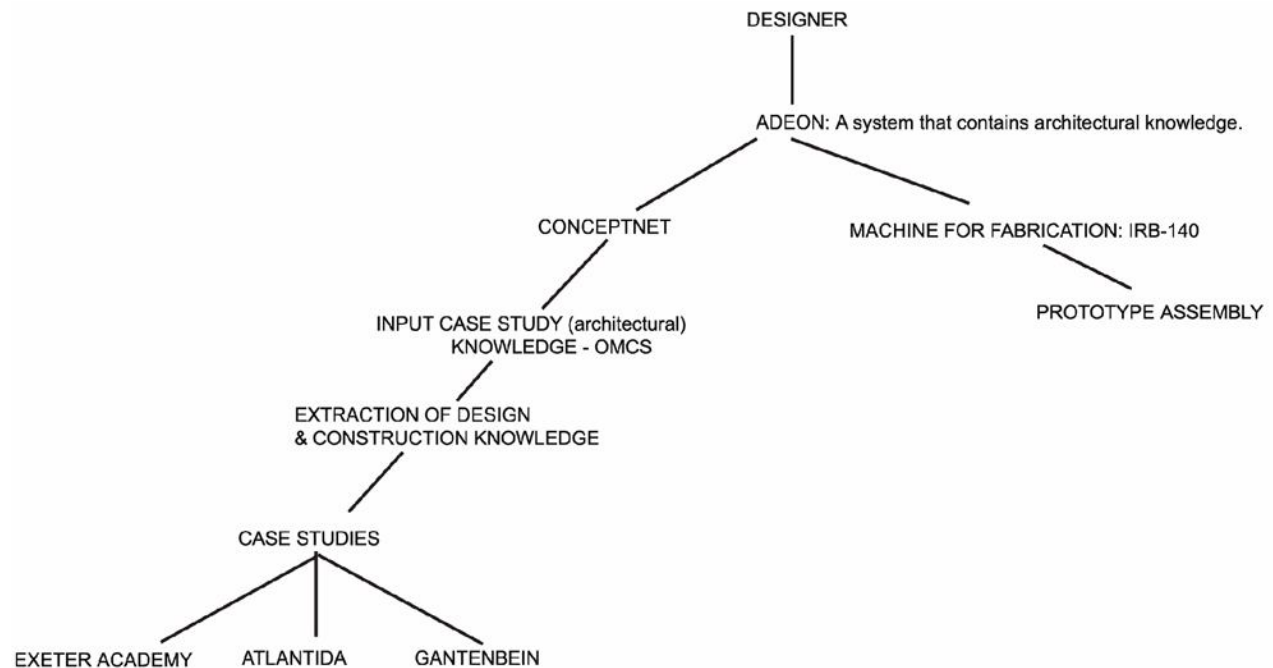 DESIGNER
ADEON: A system that contains architectural knowledge.
CONCEPTNET
MACHINE FOR FABRICATION: IRB-140
PROTOTYPE ASSEMBLY
INPUT CASE STUDY (architectural)
KNOWLEDGE - OMCS
EXTRACTION OF DESIGN
& CONSTRUCTION KNOWLEDGE
CASE STUDIES
EXETER ACADEMY
ATLANTIDA
GANTENBEIN